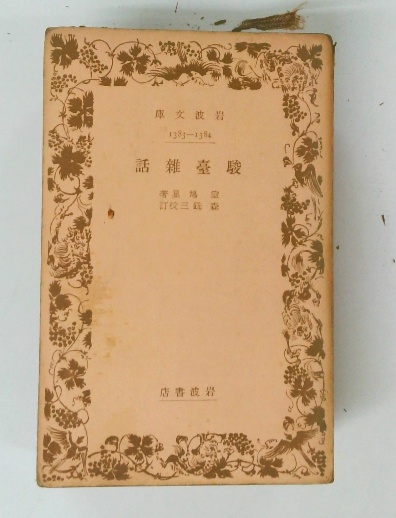 岩波文庫
1383—1384
駿臺雜話
室鳩巢著
森銑三校訂
岩波書店